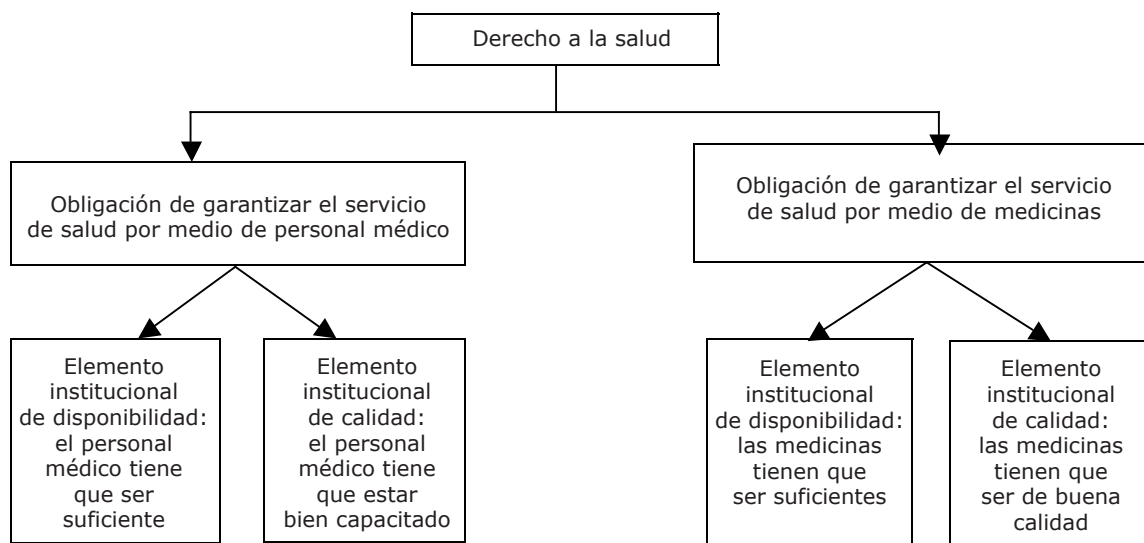 Derecho a la salud
Obligación de garantizar el servicio
de salud por medio de personal médico
Obligación de garantizar el servicio
de salud por medio de medicinas
Elemento
institucional
de disponibilidad:
el personal
médico tiene
que ser
suficiente
Elemento
institucional
de calidad:
el personal
médico tiene
que estar
bien capacitado
Elemento
institucional
de disponibilidad:
las medicinas
tienen que
ser suficientes
Elemento
institucional
de calidad:
las medicinas
tienen que
ser de buena
calidad